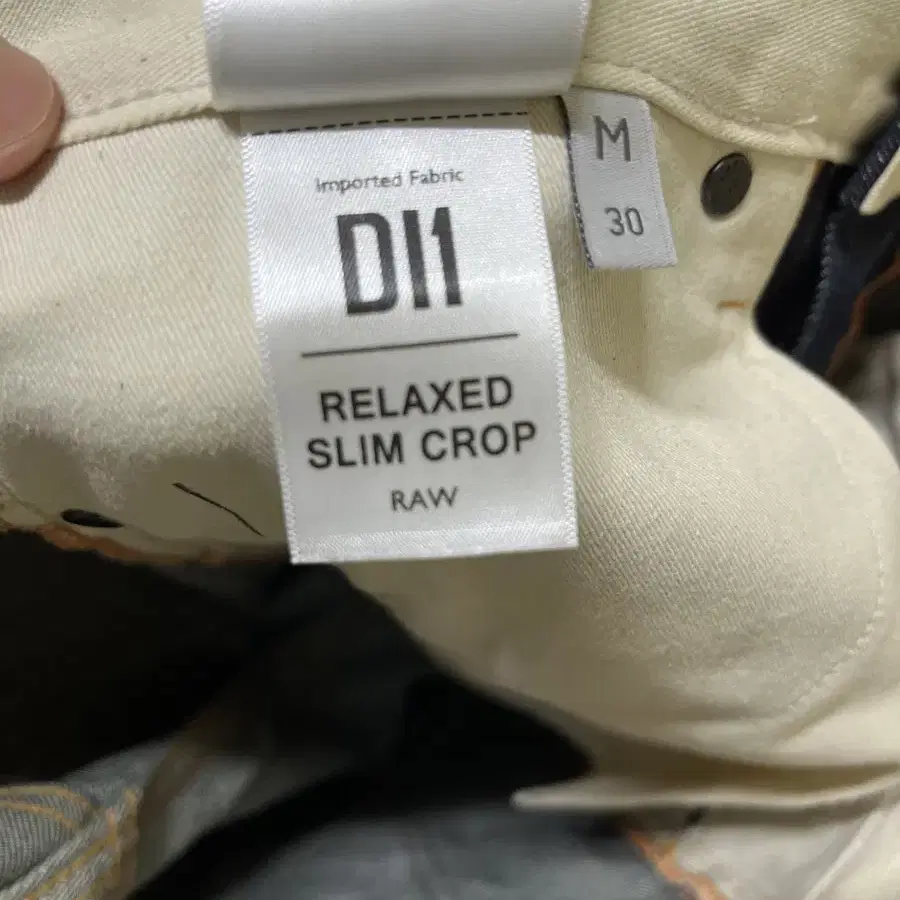 Imported Fabric
DI1
RELAXED
SLIM CROP
RAW
M
30